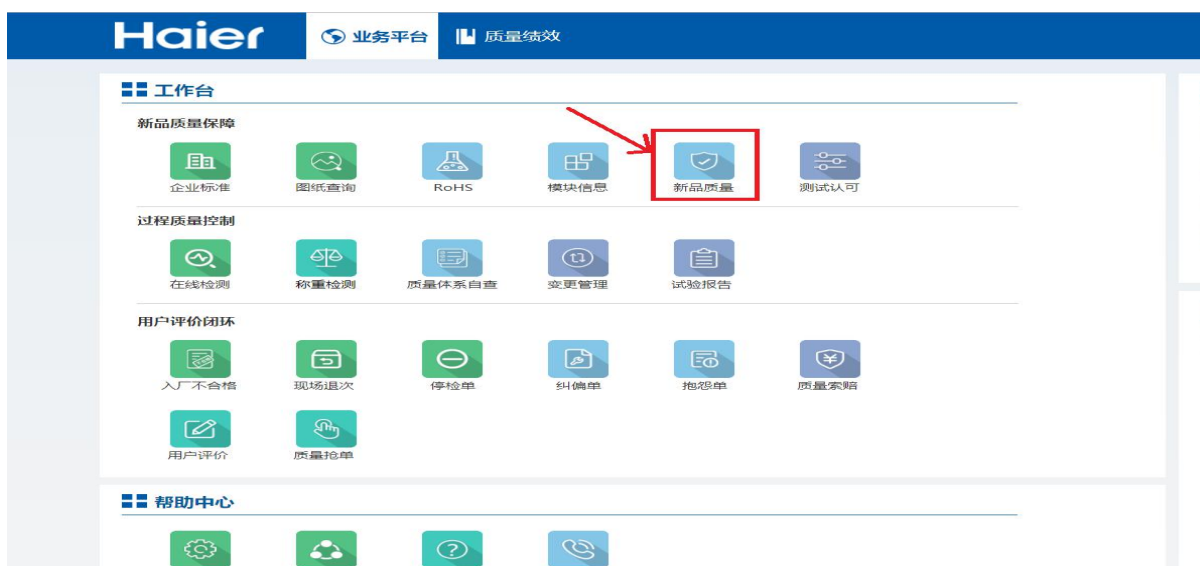 Haier 业务平台 质量绩效
工作台
新品质量保障
企业标准 图纸查询 RoHS 模块信息 新品质量 测试认可
过程质量控制
在线检测 称重检测 质量体系自查 变更管理 试验报告
用户评价闭环
入厂不合格 现场退次 停检单 纠偏单 抱怨单 质量索赔
用户评价 质量抢单
帮助中心